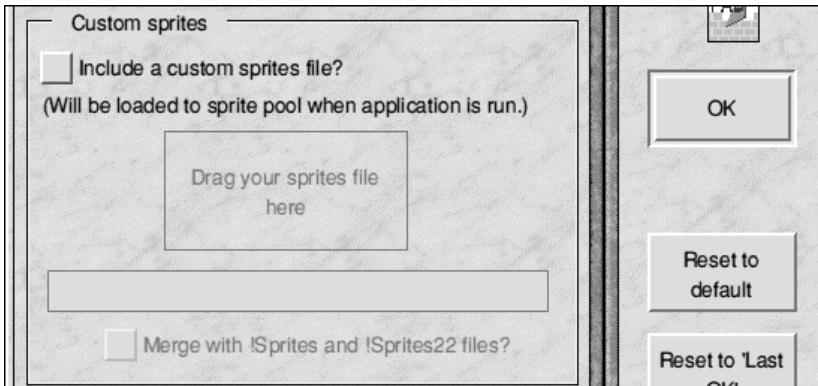 Custom sprites
Include a custom sprites file?
(Will be loaded to sprite pool when application is run.)
Drag your sprites file
here
Merge with !Sprites and !Sprites22 files?
OK
Reset to
default
Reset to 'Last
OK'